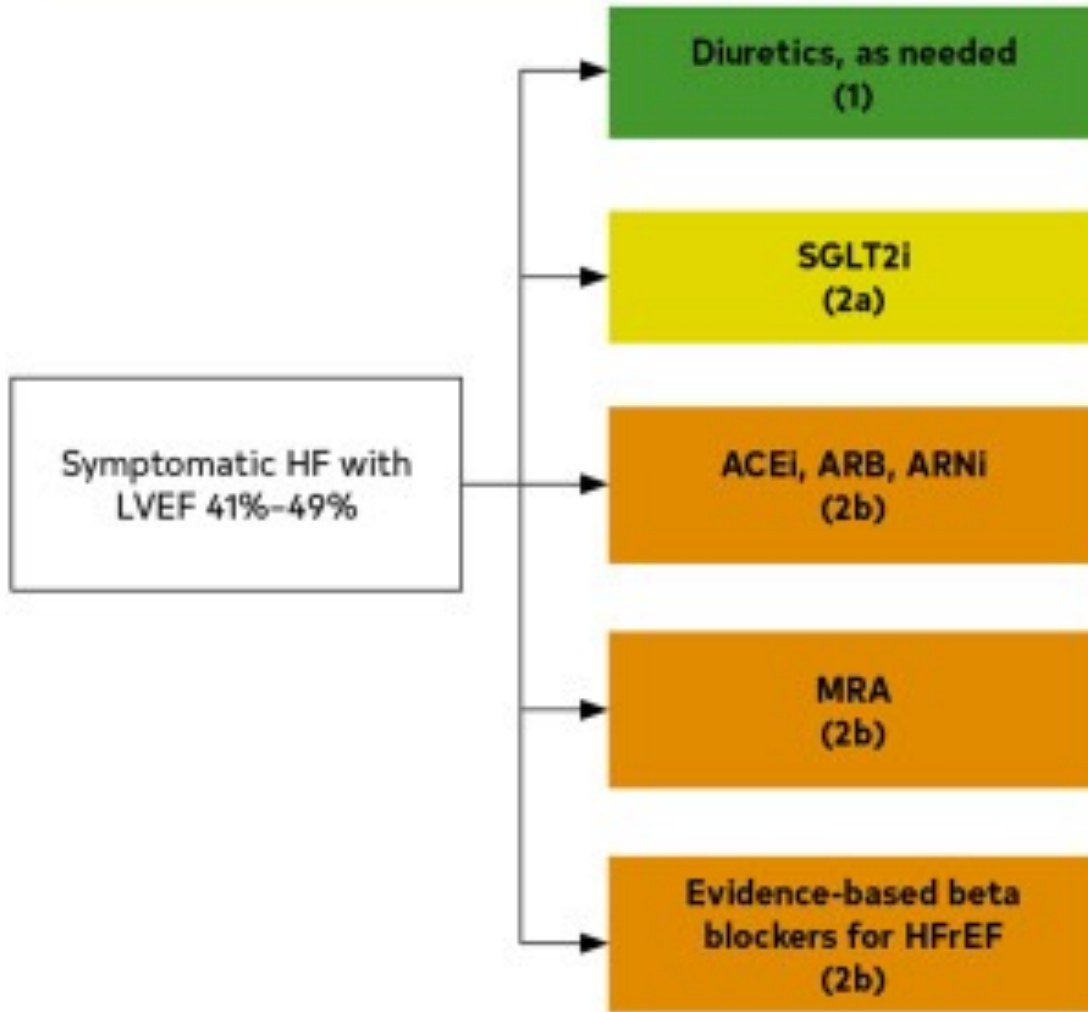 Diuretics, as needed
(1)
SGLT2i
(2a)
Symptomatic HF with
LVEF 41%–49%
ACEi, ARB, ARNi
(2b)
MRA
(2b)
Evidence-based beta
blockers for HFrEF
(2b)